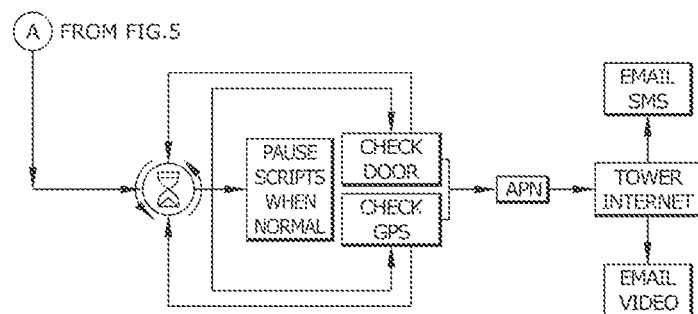 A FROM FIG.5
EMAIL
SMS
PAUSE
SCRIPTS
WHEN
NORMAL
CHECK
DOOR
CHECK
GPS
APN
TOWER
INTERNET
EMAIL
VIDEO